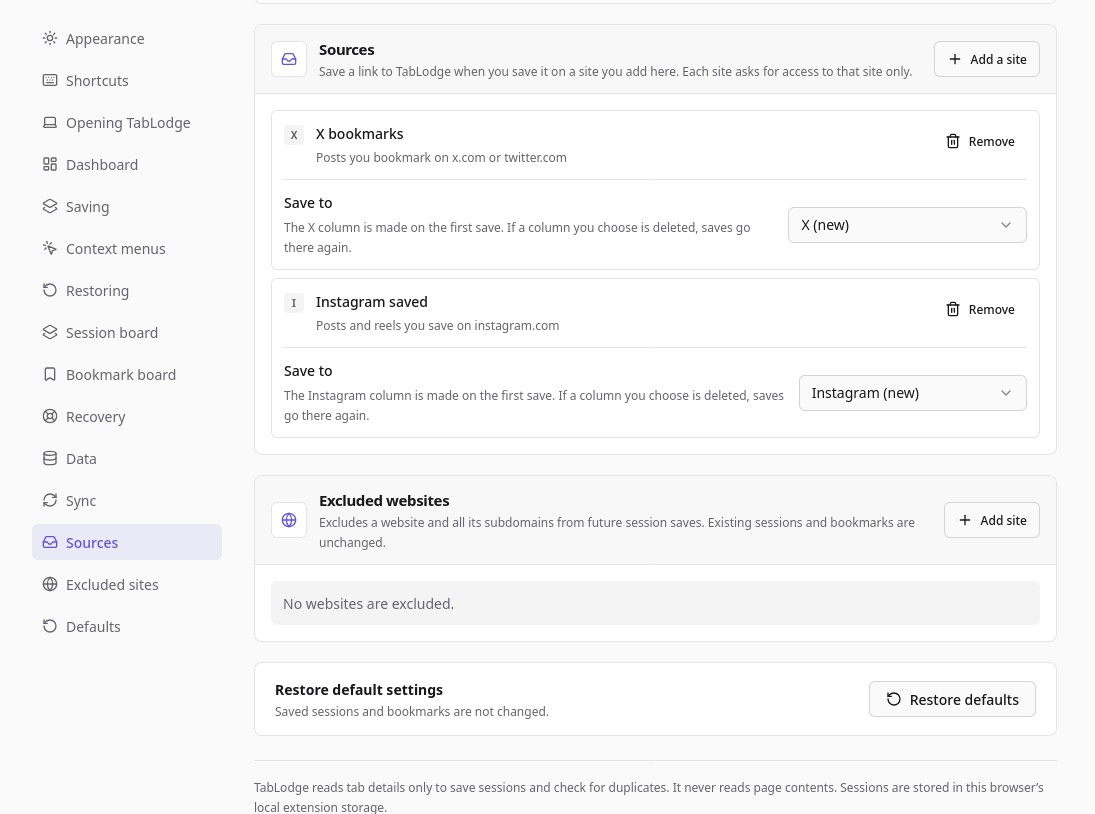 Appearance
Shortcuts
Opening TabLodge
Dashboard
Saving
Context menus
Restoring
Session board
Bookmark board
Recovery
Data
Sync
Sources
Excluded sites
Defaults
Sources
Save a link to TabLodge when you save it on a site you add here. Each site asks for access to that site only.
Add a site
X
X bookmarks
Posts you bookmark on x.com or twitter.com
Remove
Save to
The X column is made on the first save. If a column you choose is deleted, saves go
there again.
X (new)
I
Instagram saved
Posts and reels you save on instagram.com
Remove
Save to
The Instagram column is made on the first save. If a column you choose is deleted, saves
go there again.
Instagram (new)
Excluded websites
Excludes a website and all its subdomains from future session saves. Existing sessions and bookmarks are
unchanged.
Add site
No websites are excluded.
Restore default settings
Saved sessions and bookmarks are not changed.
Restore defaults
TabLodge reads tab details only to save sessions and check for duplicates. It never reads page contents. Sessions are stored in this browser’s
local extension storage.